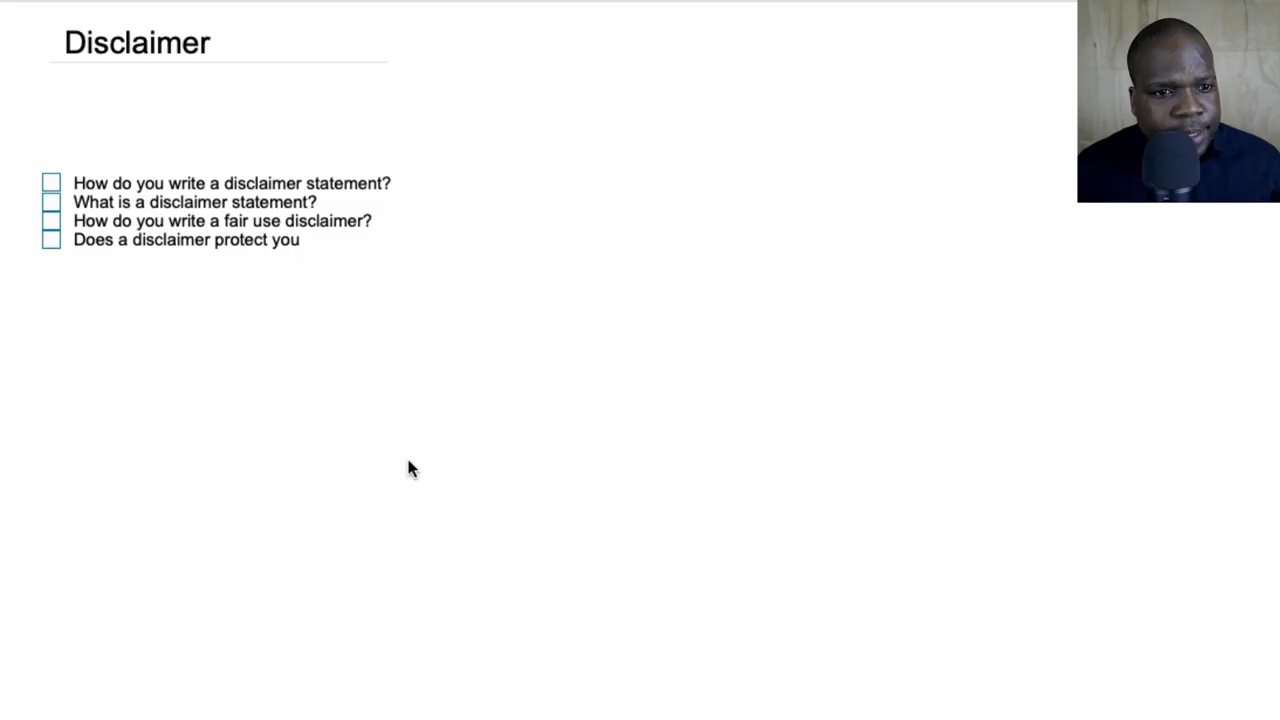 Disclaimer
How do you write a disclaimer statement?
What is a disclaimer statement?
How do you write a fair use disclaimer?
Does a disclaimer protect you